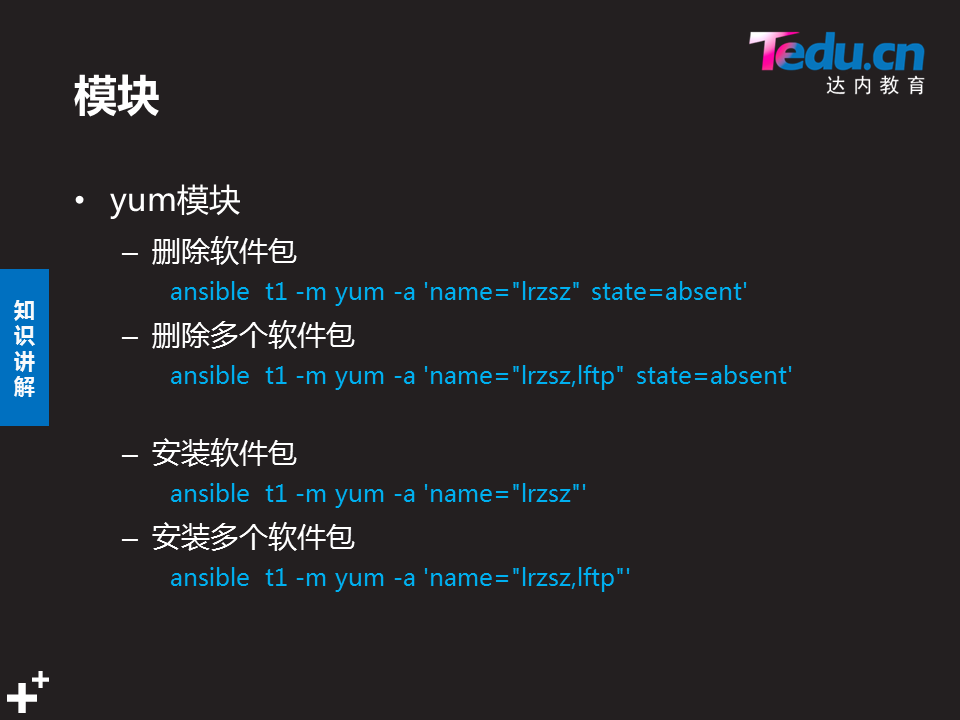 Tedu.cn
达内教育
模块
• yum模块
– 删除软件包
ansible  t1 -m yum -a 'name="lrzsz" state=absent'
– 删除多个软件包
ansible  t1 -m yum -a 'name="lrzsz,lftp" state=absent'
知识讲解
– 安装软件包
ansible  t1 -m yum -a 'name="lrzsz"'
– 安装多个软件包
ansible  t1 -m yum -a 'name="lrzsz,lftp"'